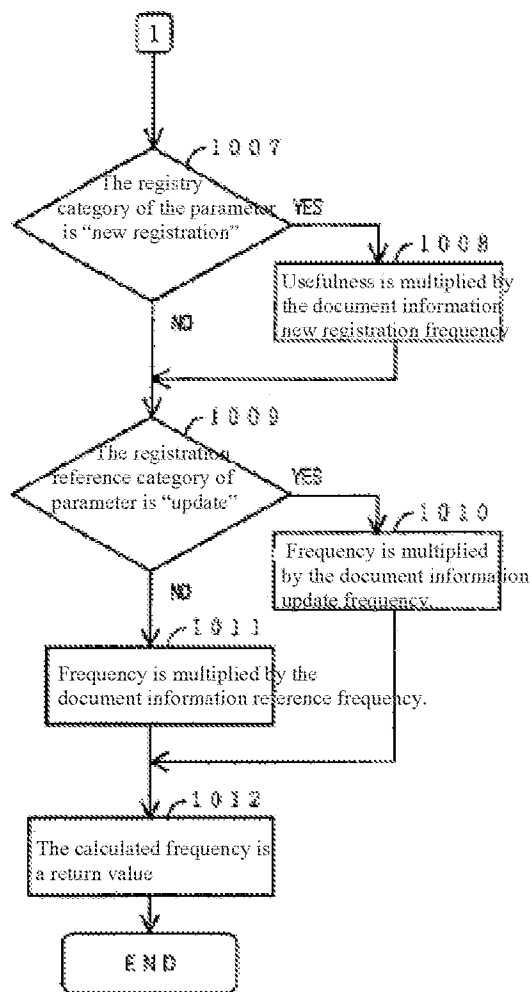 1
1007
The registry
category of the parameter
is “new registration”
YES
1008
Usefulness is multiplied by
the document information
new registration frequency
NO
1009
The registration
reference category of
parameter is “update”
YES
1010
Frequency is multiplied
by the document information
update frequency.
NO
1011
Frequency is multiplied by the
document information reference frequency.
1012
The calculated frequency is
a return value
END